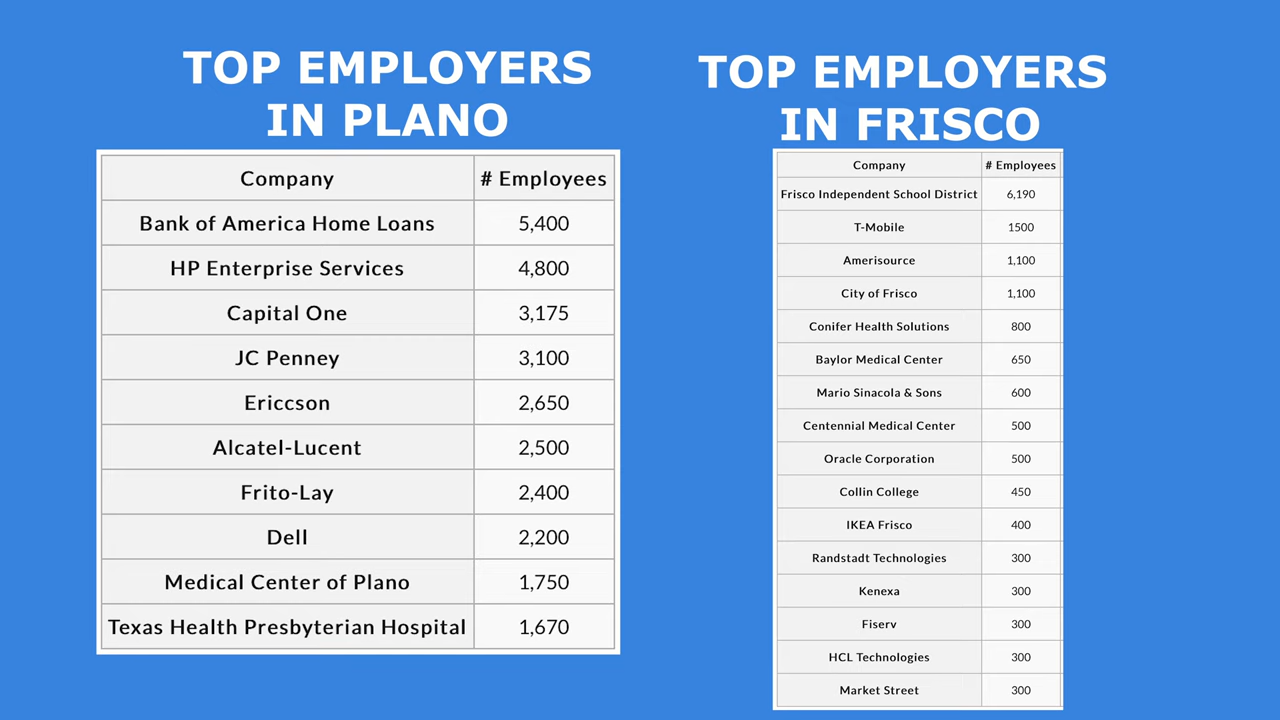 TOP EMPLOYERS
IN PLANO
Company # Employees
Bank of America Home Loans 5,400
HP Enterprise Services 4,800
Capital One 3,175
JC Penney 3,100
Ericcson 2,650
Alcatel-Lucent 2,500
Frito-Lay 2,400
Dell 2,200
Medical Center of Plano 1,750
Texas Health Presbyterian Hospital 1,670
TOP EMPLOYERS
IN FRISCO
Company # Employees
Frisco Independent School District 6,190
T-Mobile 1500
Amerisource 1,100
City of Frisco 1,100
Conifer Health Solutions 800
Baylor Medical Center 650
Mario Sinacola & Sons 600
Centennial Medical Center 500
Oracle Corporation 500
Collin College 450
IKEA Frisco 400
Randstadt Technologies 300
Kenexa 300
Fiserv 300
HCL Technologies 300
Market Street 300